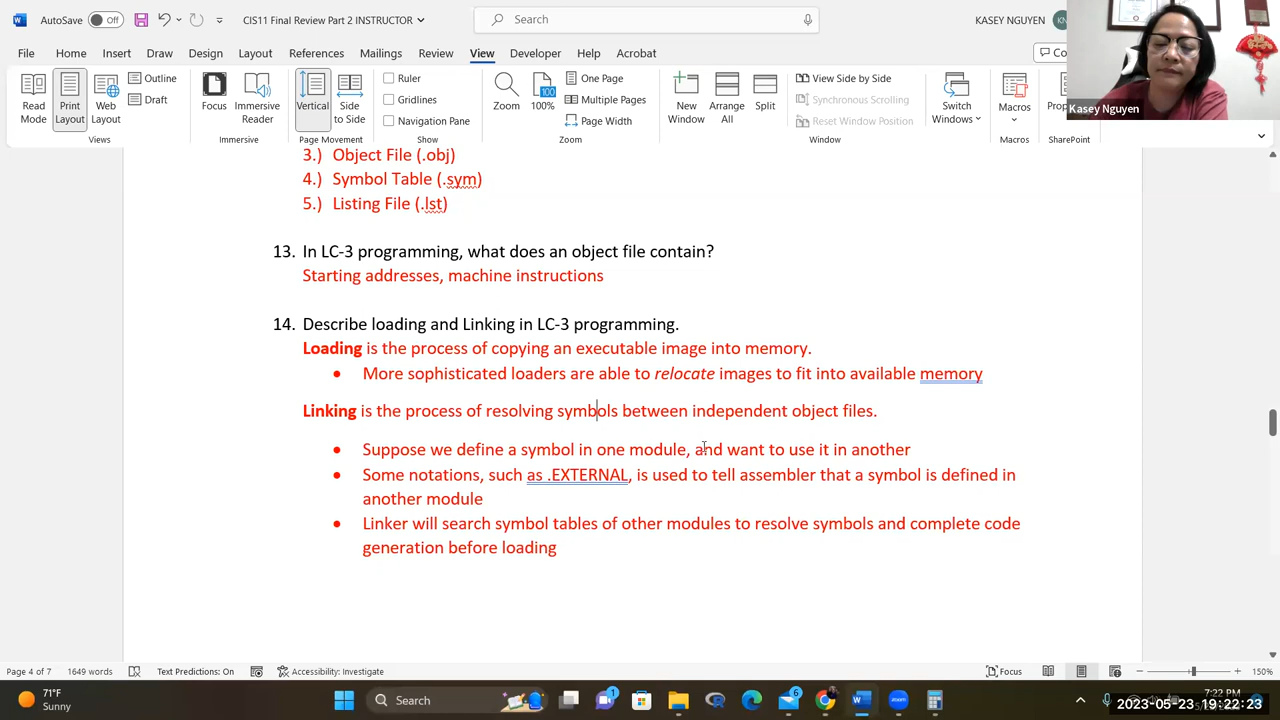 AutoSave Off CIS11 Final Review Part 2 INSTRUCTOR Search KASEY NGUYEN
File Home Insert Draw Design Layout References Mailings Review View Developer Help Acrobat
Read Mode Print Layout Web Layout Outline Draft Views
Focus Immersive Reader Immersive
Vertical Side to Side Page Movement
Ruler Gridlines Navigation Pane Show
Zoom 100% One Page Multiple Pages Page Width Zoom
New Window Arrange All Split View Side by Side Synchronous Scrolling Reset Window Position Window
Switch Windows Macros Macros SharePoint
Kasey Nguyen
3.) Object File (.obj)
4.) Symbol Table (.sym)
5.) Listing File (.lst)
13. In LC-3 programming, what does an object file contain?
Starting addresses, machine instructions
14. Describe loading and Linking in LC-3 programming.
Loading is the process of copying an executable image into memory.
• More sophisticated loaders are able to relocate images to fit into available memory
Linking is the process of resolving symbols between independent object files.
• Suppose we define a symbol in one module, and want to use it in another
• Some notations, such as .EXTERNAL, is used to tell assembler that a symbol is defined in
another module
• Linker will search symbol tables of other modules to resolve symbols and complete code
generation before loading
Page 4 of 7 1649 words Text Predictions: On Accessibility: Investigate Focus 150%
71°F
Sunny
Search
2023-05-23 19:22:23